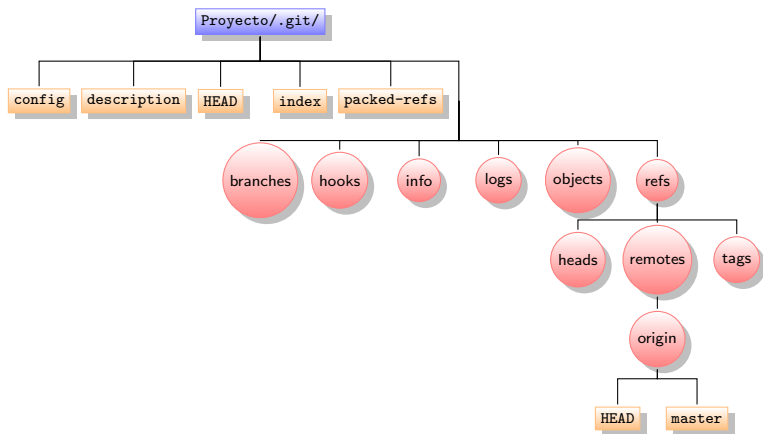 Proyecto/.git/
config
description
HEAD
index
packed-refs
branches
hooks
info
logs
objects
refs
heads
remotes
tags
origin
HEAD
master